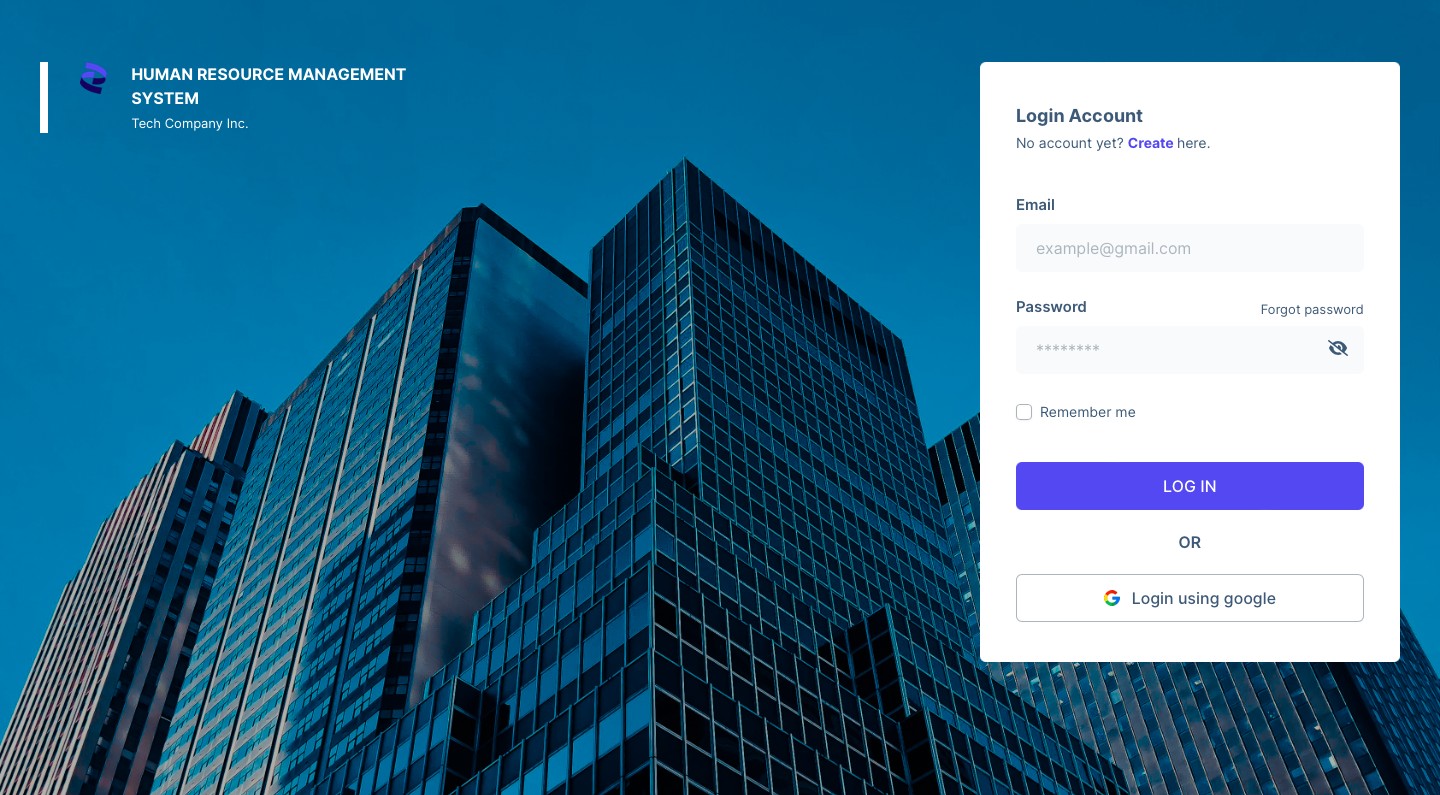 HUMAN RESOURCE MANAGEMENT
SYSTEM
Tech Company Inc.
Login Account
No account yet? Create here.
Email
example@gmail.com
Password
Forgot password
********
Remember me
LOG IN
OR
Login using google